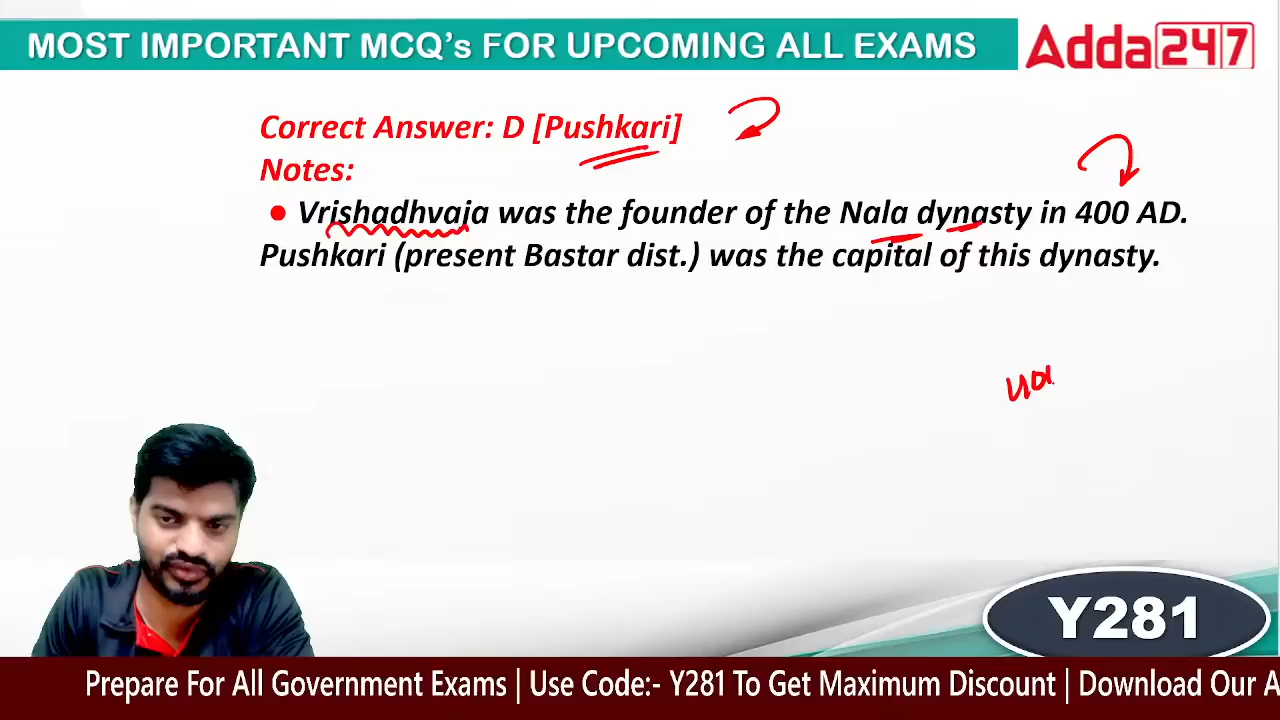 MOST IMPORTANT MCQ's FOR UPCOMING ALL EXAMS
Adda247
Correct Answer: D [Pushkari]
Notes:
● Vrishadhvaja was the founder of the Nala dynasty in 400 AD.
Pushkari (present Bastar dist.) was the capital of this dynasty.
Y281
Prepare For All Government Exams | Use Code:- Y281 To Get Maximum Discount | Download Our A